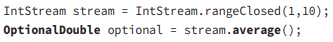 IntStream stream = IntStream.rangeClosed(1,10);
OptionalDouble optional = stream.average();